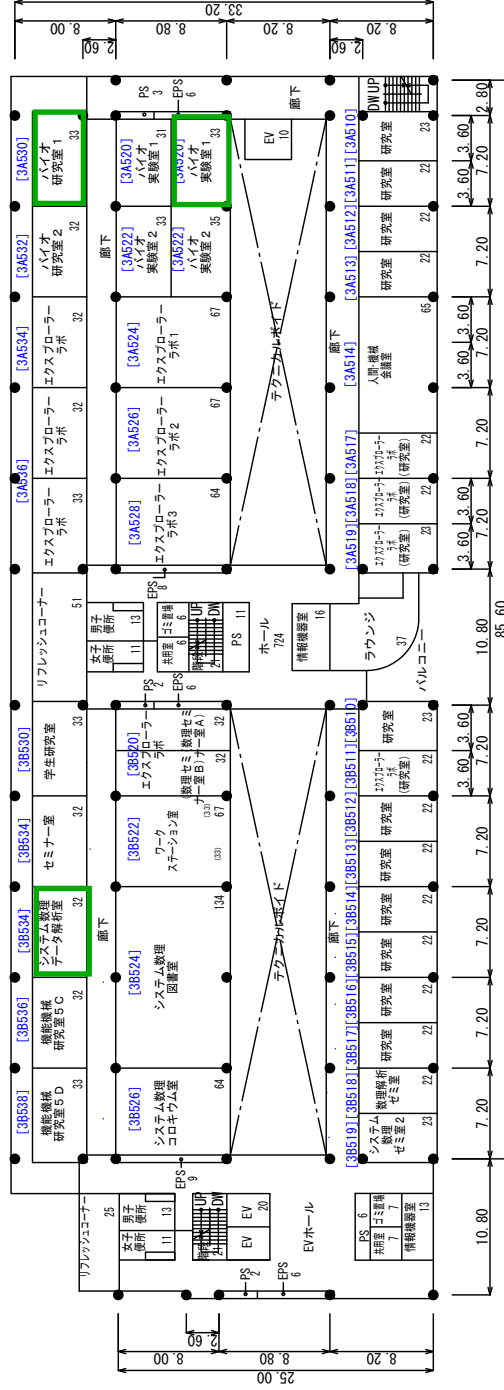 33.20
8.00
8.80
8.20
2.60
2.60
[3A530]
バイオ
研究室1
33
[3A532]
バイオ
研究室2
32
[3A534]
エクスプローラー
ラボ
32
[3A536]
エクスプローラー
ラボ
32
エクスプローラー
ラボ
33
リフレッシュコーナー
51
[3B530]
学生研究室
33
[3B534]
セミナー室
32
[3B534]
システム数理
データ解析室
32
[3B536]
機能機械
研究室5C
32
[3B538]
機能機械
研究室5D
33
リフレッシュコーナー
25
廊下
廊下
PS
3
EPS
6
廊下
[3A520]
バイオ
実験室1
31
[3A520]
バイオ
実験室1
33
[3A522]
バイオ
実験室2
33
[3A522]
バイオ
実験室2
35
[3A524]
エクスプローラー
ラボ1
67
[3A526]
エクスプローラー
ラボ2
67
[3A528]
エクスプローラー
ラボ3
64
EPS
8
男子
便所
13
女子
便所
11
ゴミ置場
6
共用室
6
UP
DW
階段
21
PS
11
ホール
724
情報機器室
16
PS
2
EPS
6
[3B520]
エクスプローラー
ラボ
(数理セミ
ナー室A)
32
(数理セミ
ナー室B)
32
[3B522]
ワーク
ステーション室
(33)
67
(33)
[3B524]
システム数理
図書室
134
[3B526]
システム数理
コロキウム室
64
EPS
9
男子
便所
13
女子
便所
11
UP
DW
階段
21
EV
20
EV
EVホール
PS
2
EPS
6
EV
10
テクニカルボイド
テクニカルボイド
廊下
廊下
DW
UP
[3A510]
研究室
23
[3A511]
研究室
22
[3A512]
研究室
22
[3A513]
研究室
22
[3A514]
人間・機械
会議室
65
[3A517]
エクスプローラー
ラボ
(研究室)
22
[3A518]
エクスプローラー
ラボ
(研究室)
22
[3A519]
エクスプローラー
ラボ
(研究室)
23
ラウンジ
37
バルコニー
[3B510]
研究室
23
[3B511]
エクスプローラー
ラボ
(研究室)
22
[3B512]
研究室
22
[3B513]
研究室
22
[3B514]
研究室
22
[3B515]
研究室
22
[3B516]
研究室
22
[3B517]
研究室
22
[3B518]
数理解析
ゼミ室
22
[3B519]
システム
数理
ゼミ室2
23
PS
6
ゴミ置場
7
共用室
7
情報機器室
13
2.80
3.60
3.60
7.20
7.20
3.60
3.60
7.20
7.20
3.60
3.60
7.20
10.80
85.60
3.60
3.60
7.20
7.20
7.20
7.20
7.20
10.80
2.60
8.00
8.80
8.20
25.00